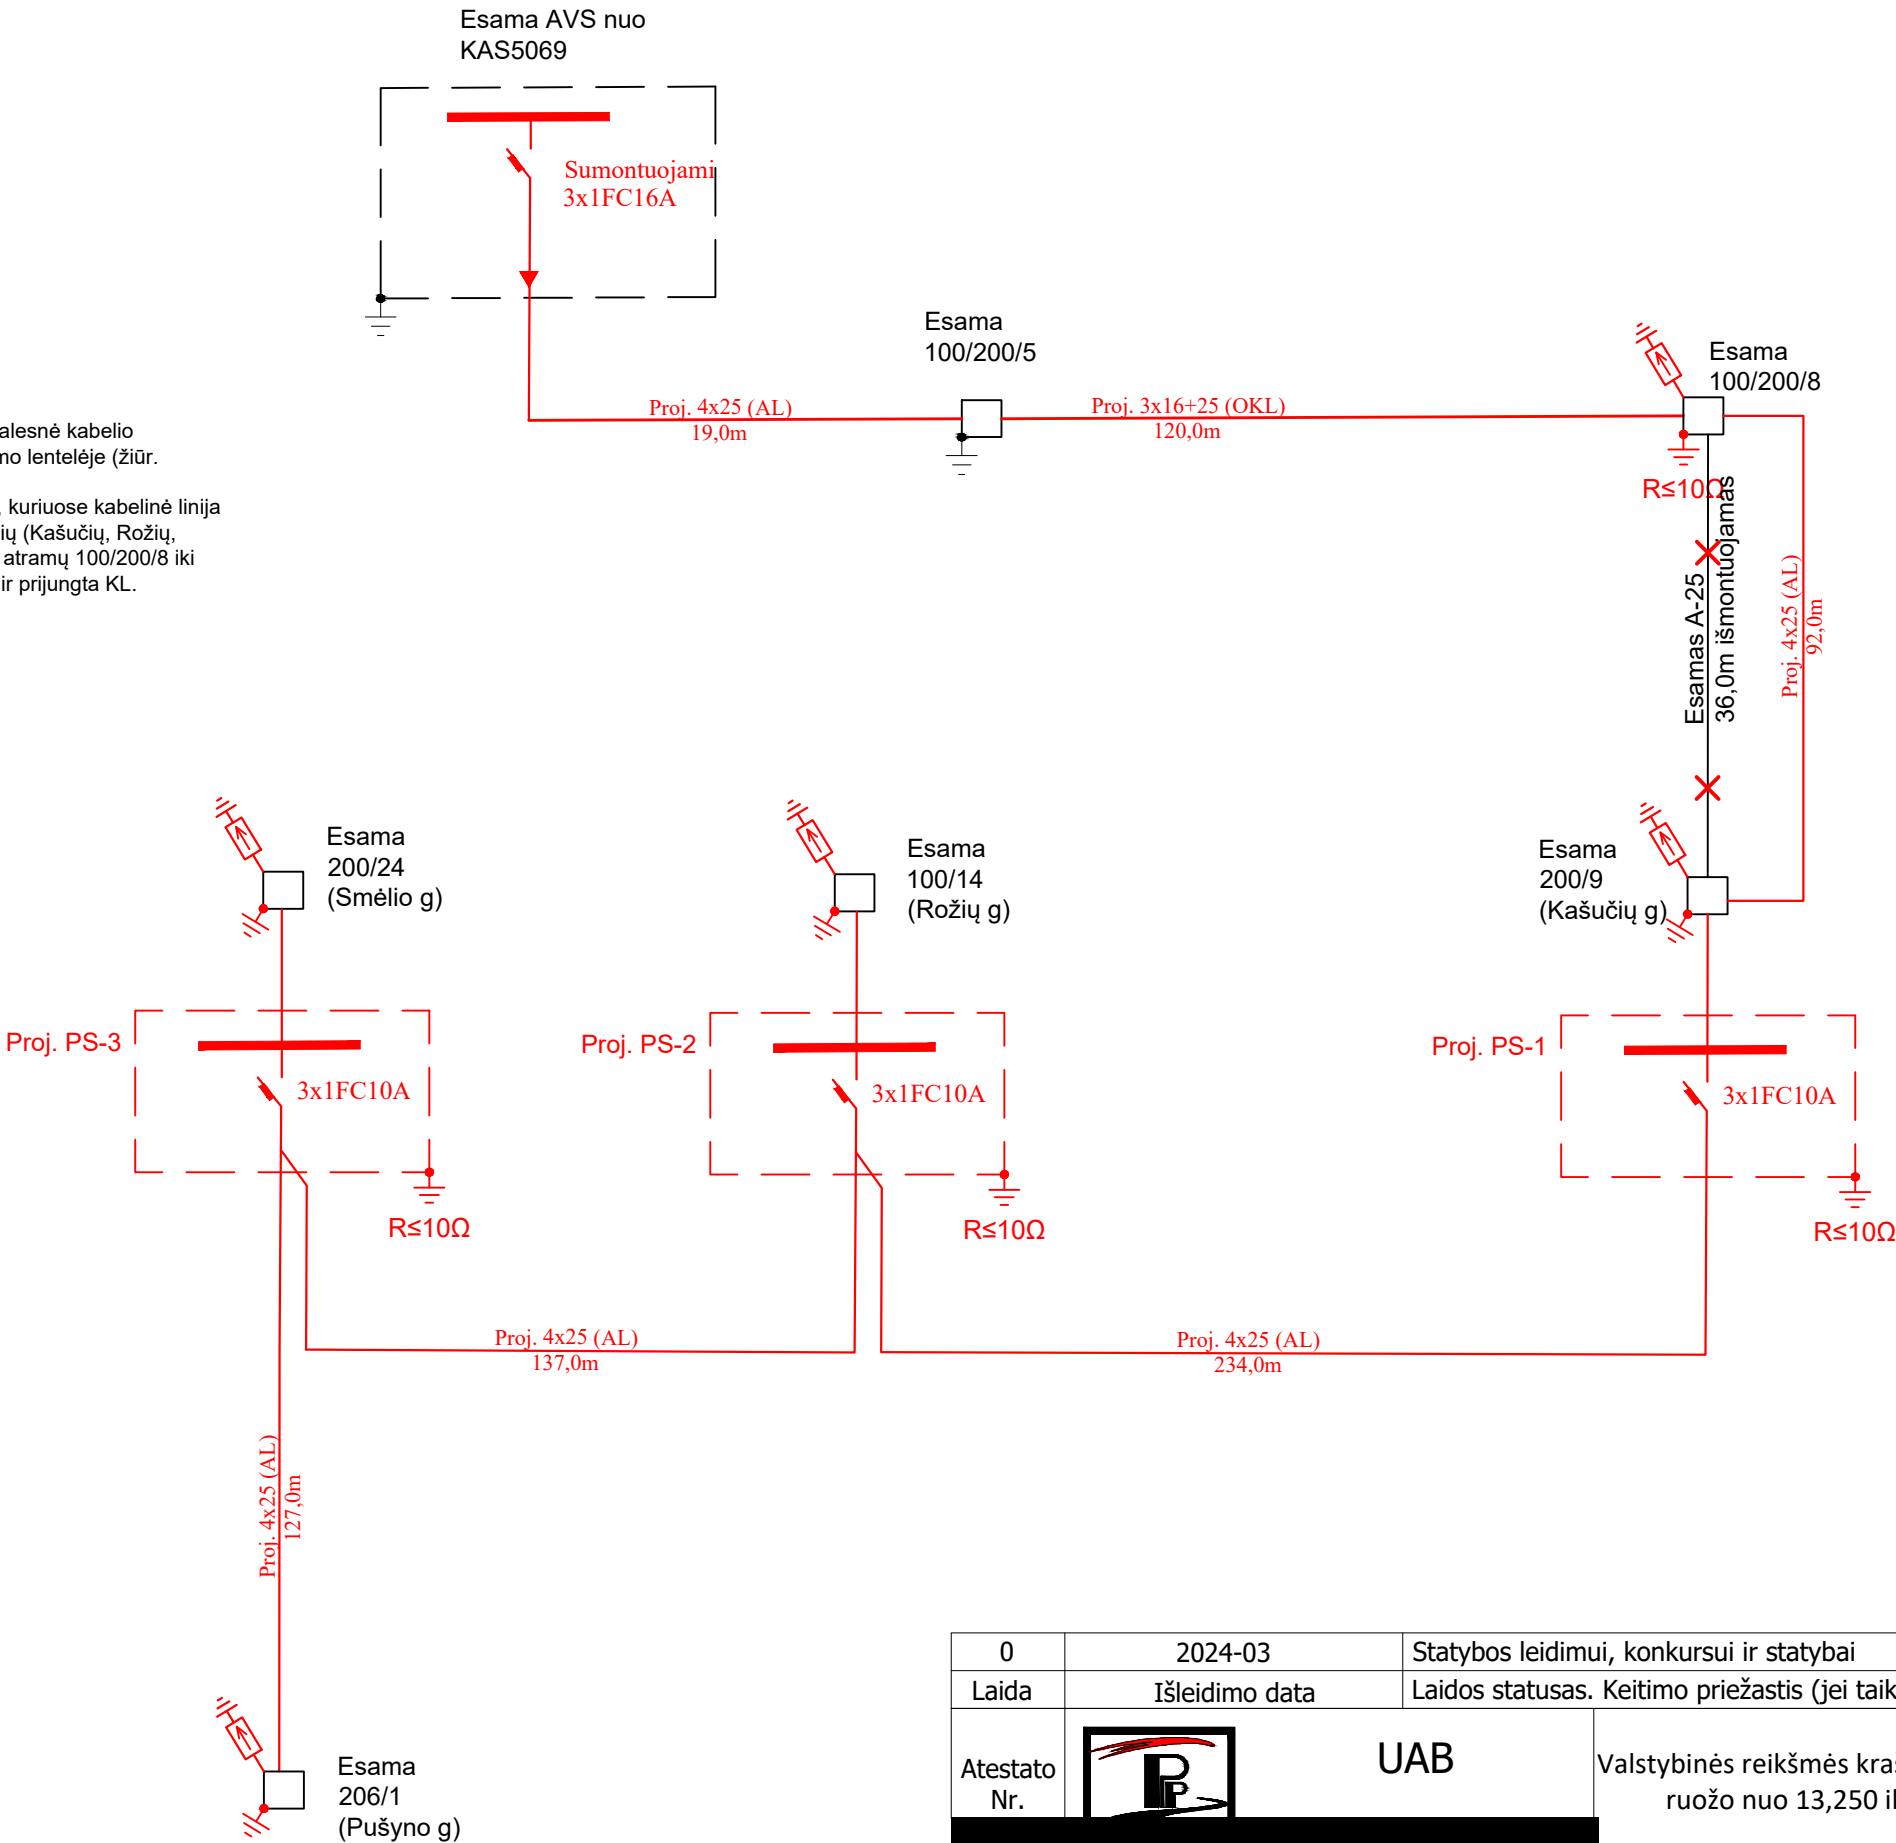 Esama AVS nuo
KAS5069
Sumontuojami
3x1FC16A
Esama
100/200/5
Esama
100/200/8
Proj. 4x25 (AL)
19,0m
Proj. 3x16+25 (OKL)
120,0m
R≤10Ω
alesnė kabelio
mo lentelėje (žiūr.
, kuriuose kabelinė linija
ių (Kašučių, Rožių,
atramų 100/200/8 iki
ir prijungta KL.
Esamas A-25
36,0m išmontuojamas
Proj. 4x25 (AL)
92,0m
Esama
200/24
(Smėlio g)
Esama
100/14
(Rožių g)
Esama
200/9
(Kašučių g)
Proj. PS-3
3x1FC10A
R≤10Ω
Proj. PS-2
3x1FC10A
R≤10Ω
Proj. PS-1
3x1FC10A
R≤10Ω
Proj. 4x25 (AL)
137,0m
Proj. 4x25 (AL)
234,0m
Proj. 4x25 (AL)
127,0m
Esama
206/1
(Pušyno g)
0 2024-03 Statybos leidimui, konkursui ir statybai
Laida Išleidimo data Laidos statusas. Keitimo priežastis (jei taik
Atestato
Nr.
PP
UAB
Valstybinės reikšmės kra
ruožo nuo 13,250 i